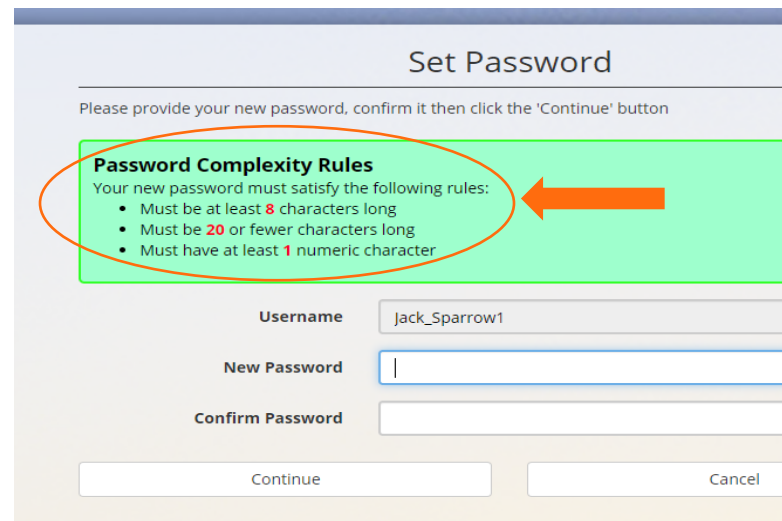 Set Password
Please provide your new password, confirm it then click the 'Continue' button
Password Complexity Rules
Your new password must satisfy the following rules:
• Must be at least 8 characters long
• Must be 20 or fewer characters long
• Must have at least 1 numeric character
Username Jack_Sparrow1
New Password
Confirm Password
Continue Cancel